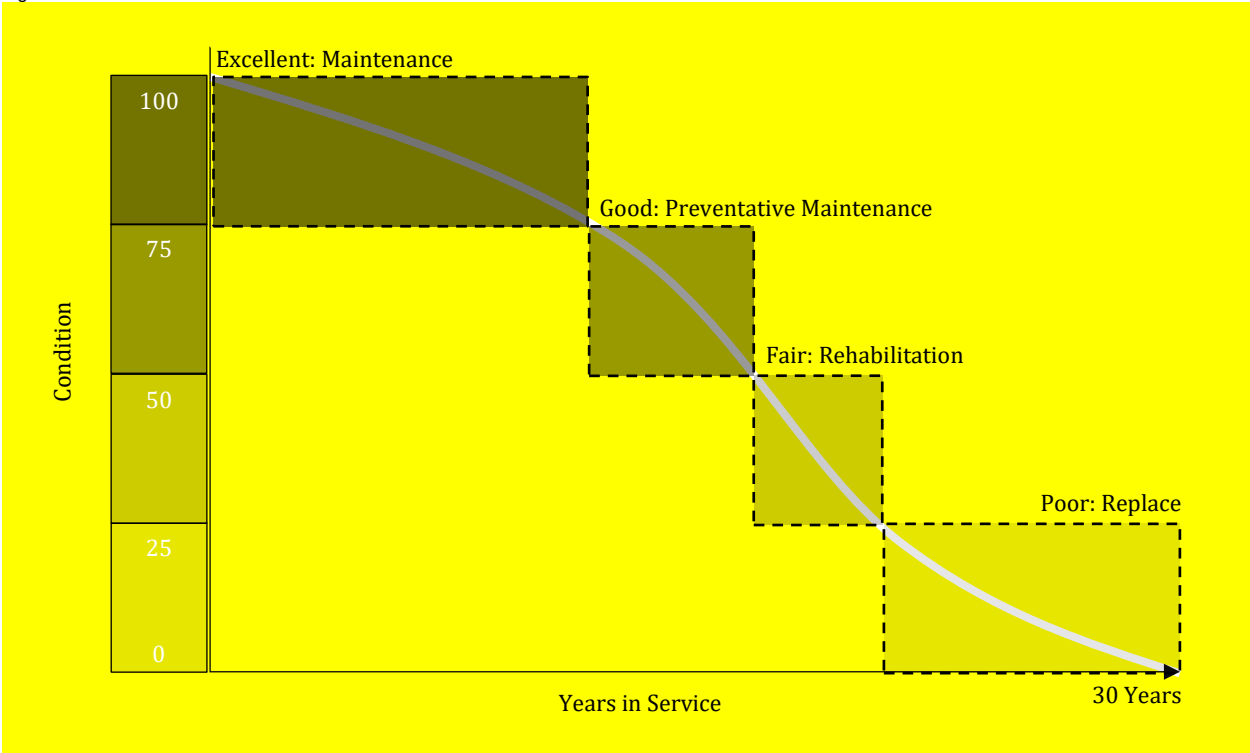 Excellent: Maintenance
100
Good: Preventative Maintenance
75
Condition
Fair: Rehabilitation
50
Poor: Replace
25
0
30 Years
Years in Service